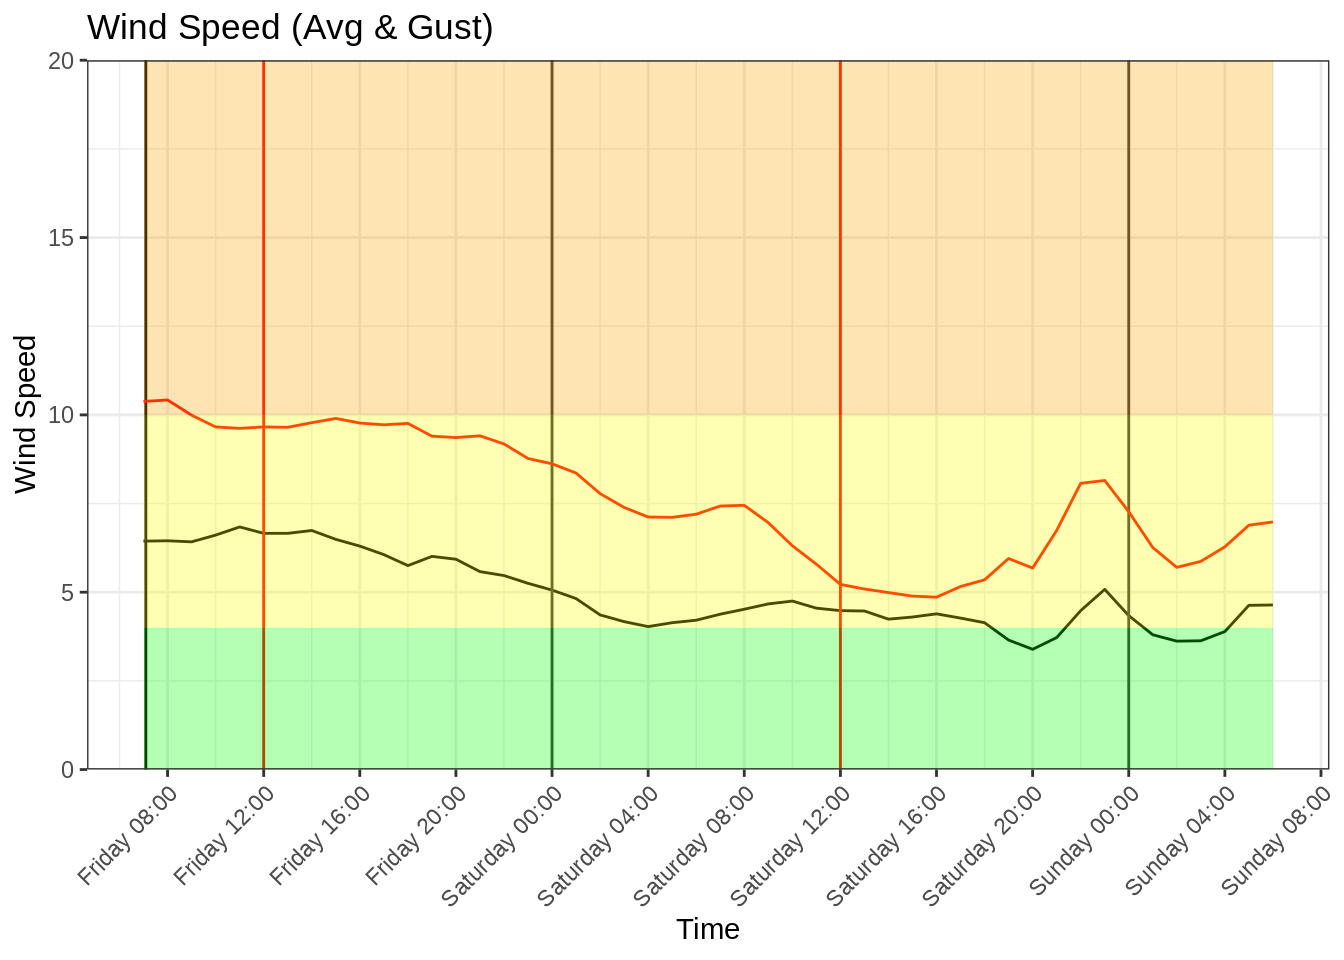 Wind Speed (Avg & Gust)
20
15
10
5
0
Wind Speed
Friday 08:00
Friday 12:00
Friday 16:00
Friday 20:00
Saturday 00:00
Saturday 04:00
Saturday 08:00
Saturday 12:00
Saturday 16:00
Saturday 20:00
Sunday 00:00
Sunday 04:00
Sunday 08:00
Time